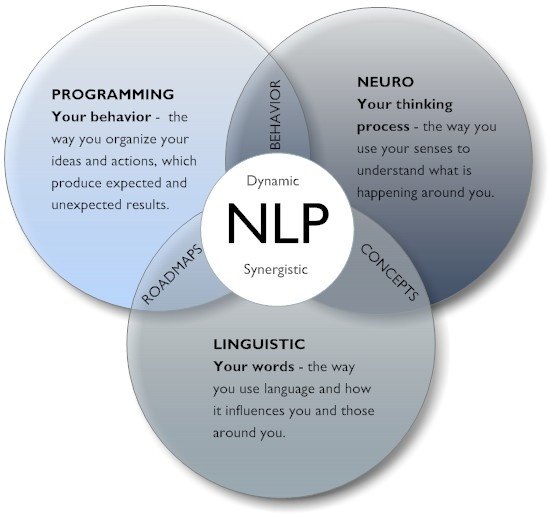 PROGRAMMING
Your behavior - the
way you organize your
ideas and actions, which
produce expected and
unexpected results.
BEHAVIOR
NEURO
Your thinking
process - the way you
use your senses to
understand what is
happening around you.
Dynamic
NLP
Synergistic
ROADMAPS
CONCEPTS
LINGUISTIC
Your words - the way
you use language and how
it influences you and those
around you.